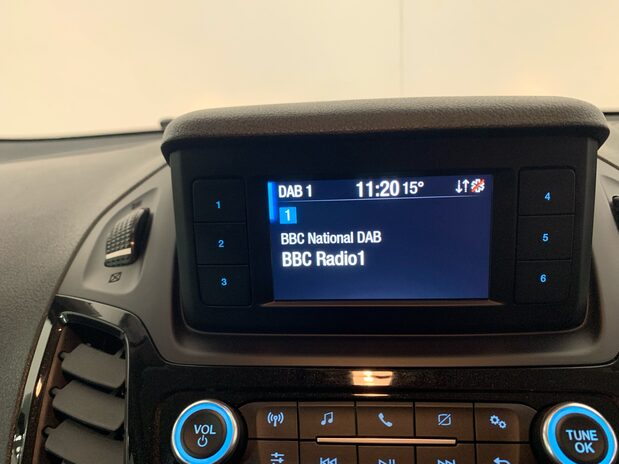 DAB 1 11:20 15°
1
BBC National DAB
BBC Radio1
1
2
3
4
5
6
VOL
TUNE
OK